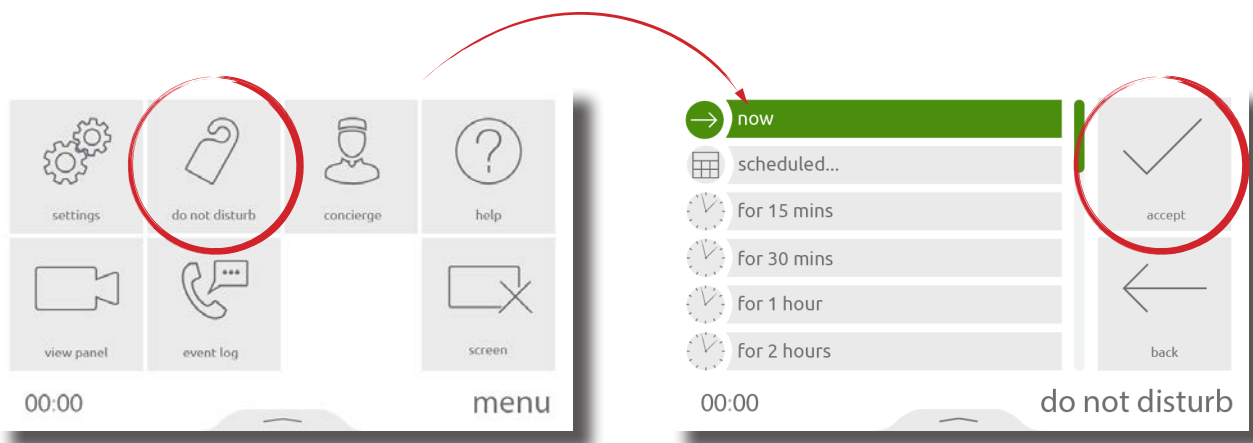 settings
do not disturb
concierge
help
view panel
event log
screen
00:00
menu
now
scheduled...
for 15 mins
for 30 mins
for 1 hour
for 2 hours
accept
back
00:00
do not disturb